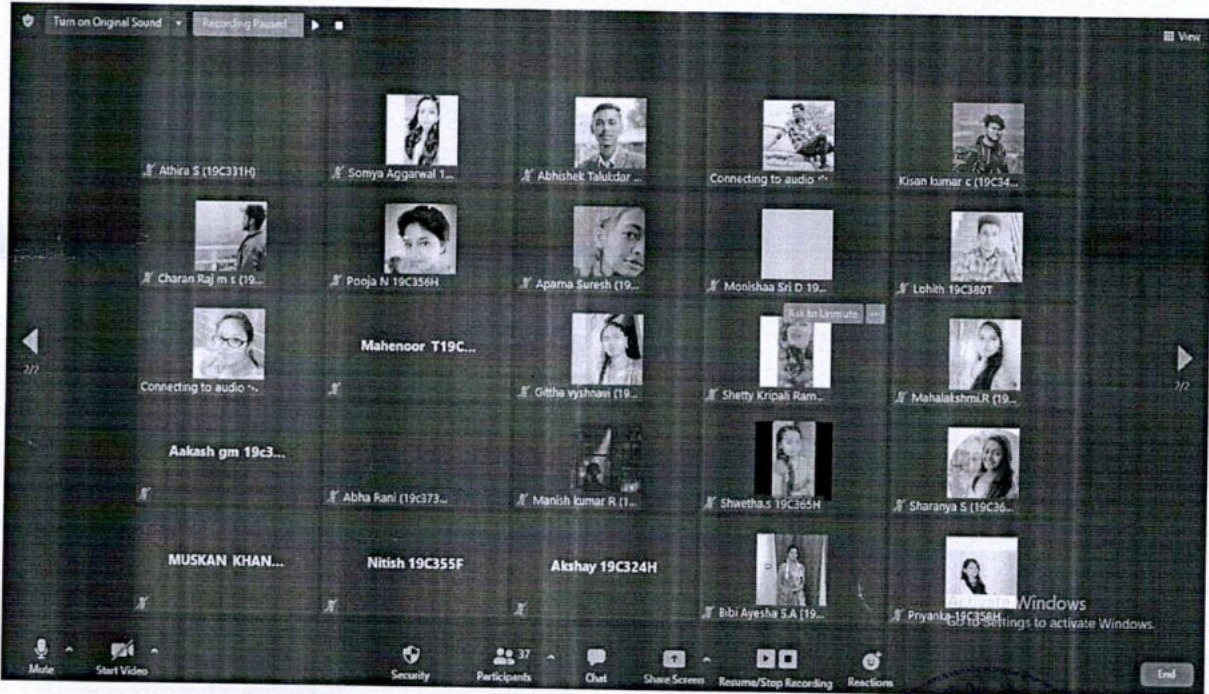 Turn on Original Sound
Recording Paused...
View
Athira S (19C331H)
Somya Aggarwal 1...
Abhishek Talukdar ...
Connecting to audio
Kisan kumar c (19C34...
Charan Raj m s (19...
Pooja N 19C356H
Aparna Suresh (19...
Monishaa Sri D 19...
Lohith 19C380T
Ask to Unmute
Connecting to audio
Mahenoor T19C...
Gittha vyshnavi (19...
Shetty Kripali Ram...
Mahalakshmi.R (19...
2/2
2/2
Aakash gm 19c3...
Abha Rani (19c373...
Manish kumar R (1...
Shwetha.s 19C365H
Sharanya S (19C36...
MUSKAN KHAN...
Nitish 19C355F
Akshay 19C324H
Bibi Ayesha S.A (19...
Priyanka-19C358H
Activate Windows
Go to Settings to activate Windows.
Mute
Start Video
Security
37
Participants
Chat
Share Screen
Resume/Stop Recording
Reactions
End